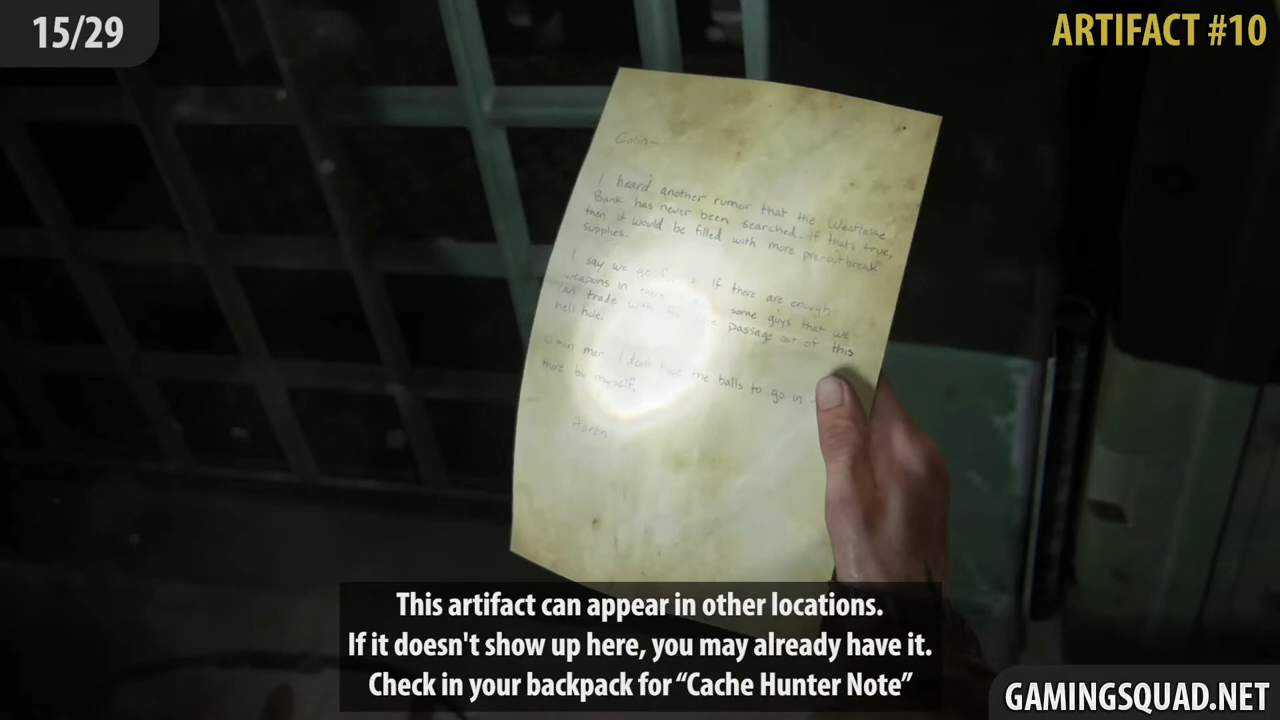 15/29
ARTIFACT #10
Colin-
I heard another rumor that the Westlake
Bank has never been searched. If thats true,
then it would be filled with more pre-outbreak
supplies.
I say we go If there are enough
weapons in some guys that we
can trade with passage out of this
hell hole.
man I don't have the balls to go in
there by myself.
Aaron
This artifact can appear in other locations.
If it doesn't show up here, you may already have it.
Check in your backpack for “Cache Hunter Note”
GAMINGSQUAD.NET